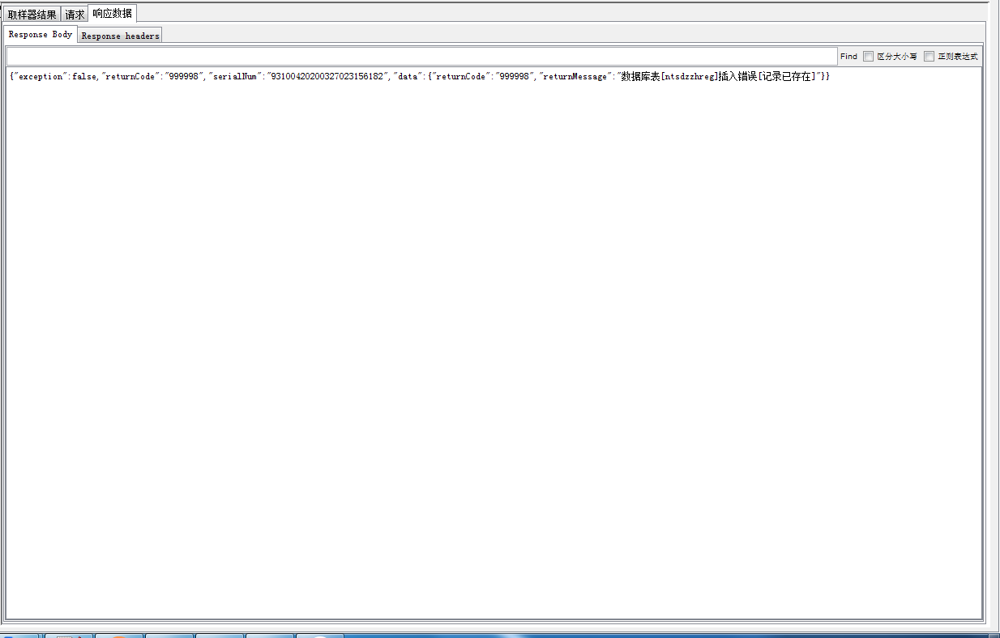 取样器结果 请求 响应数据
Response Body Response headers
Find 区分大小写 正则表达式
{"exception":false,"returnCode":"999998","serialNum":"93100420200327023156182","data":{"returnCode":"999998","returnMessage":"数据库表[ntsdzzhreg]插入错误[记录已存在]"}}